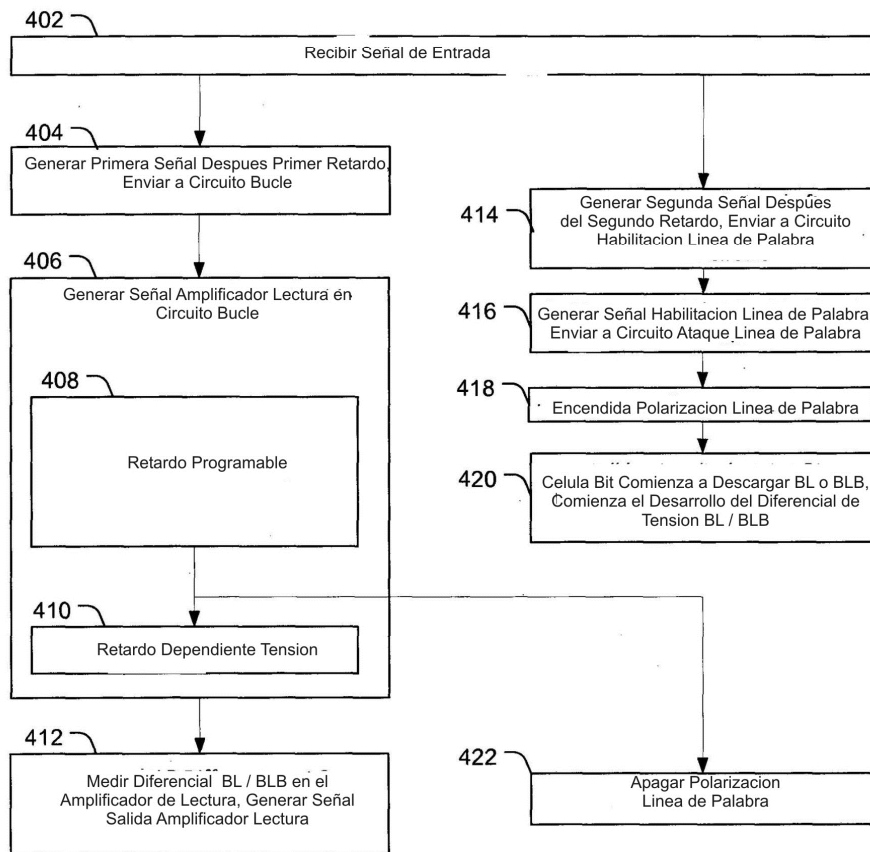 402
Recibir Señal de Entrada
404
Generar Primera Señal Despues Primer Retardo,
Enviar a Circuito Bucle
406
Generar Señal Amplificador Lectura en
Circuito Bucle
408
Retardo Programable
410
Retardo Dependiente Tension
412
Medir Diferencial BL / BLB en el
Amplificador de Lectura, Generar Señal
Salida Amplificador Lectura
414
Generar Segunda Señal Despúes
del Segundo Retardo, Enviar a Circuito
Habilitacion Linea de Palabra
416
Generar Señal Habilitacion Linea de Palabra
Enviar a Circuito Ataque Linea de Palabra
418
Encendida Polarizacion Linea de Palabra
420
Celula Bit Comienza a Descargar BL o BLB,
Comienza el Desarrollo del Diferencial de
Tension BL / BLB
422
Apagar Polarizacion
Linea de Palabra